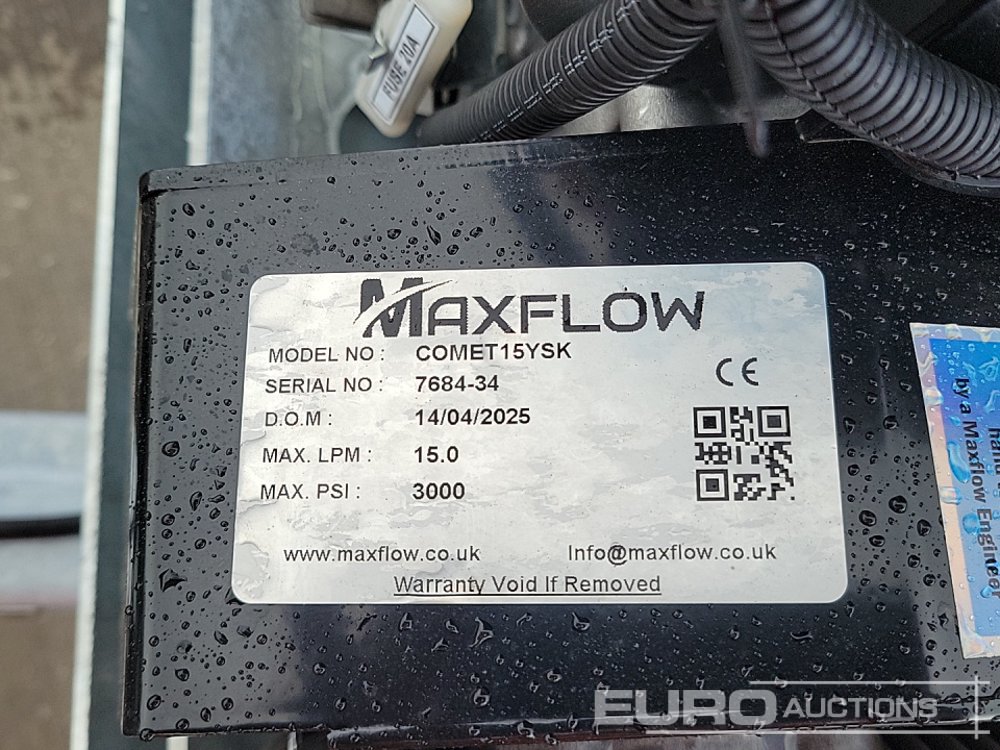 FUSE 20A
MAXFLOW
MODEL NO : COMET15YSK
SERIAL NO : 7684-34
D.O.M : 14/04/2025
MAX. LPM : 15.0
MAX. PSI : 3000
CE
www.maxflow.co.uk Info@maxflow.co.uk
Warranty Void If Removed
by a Maxflow
EURO AUCTIONS